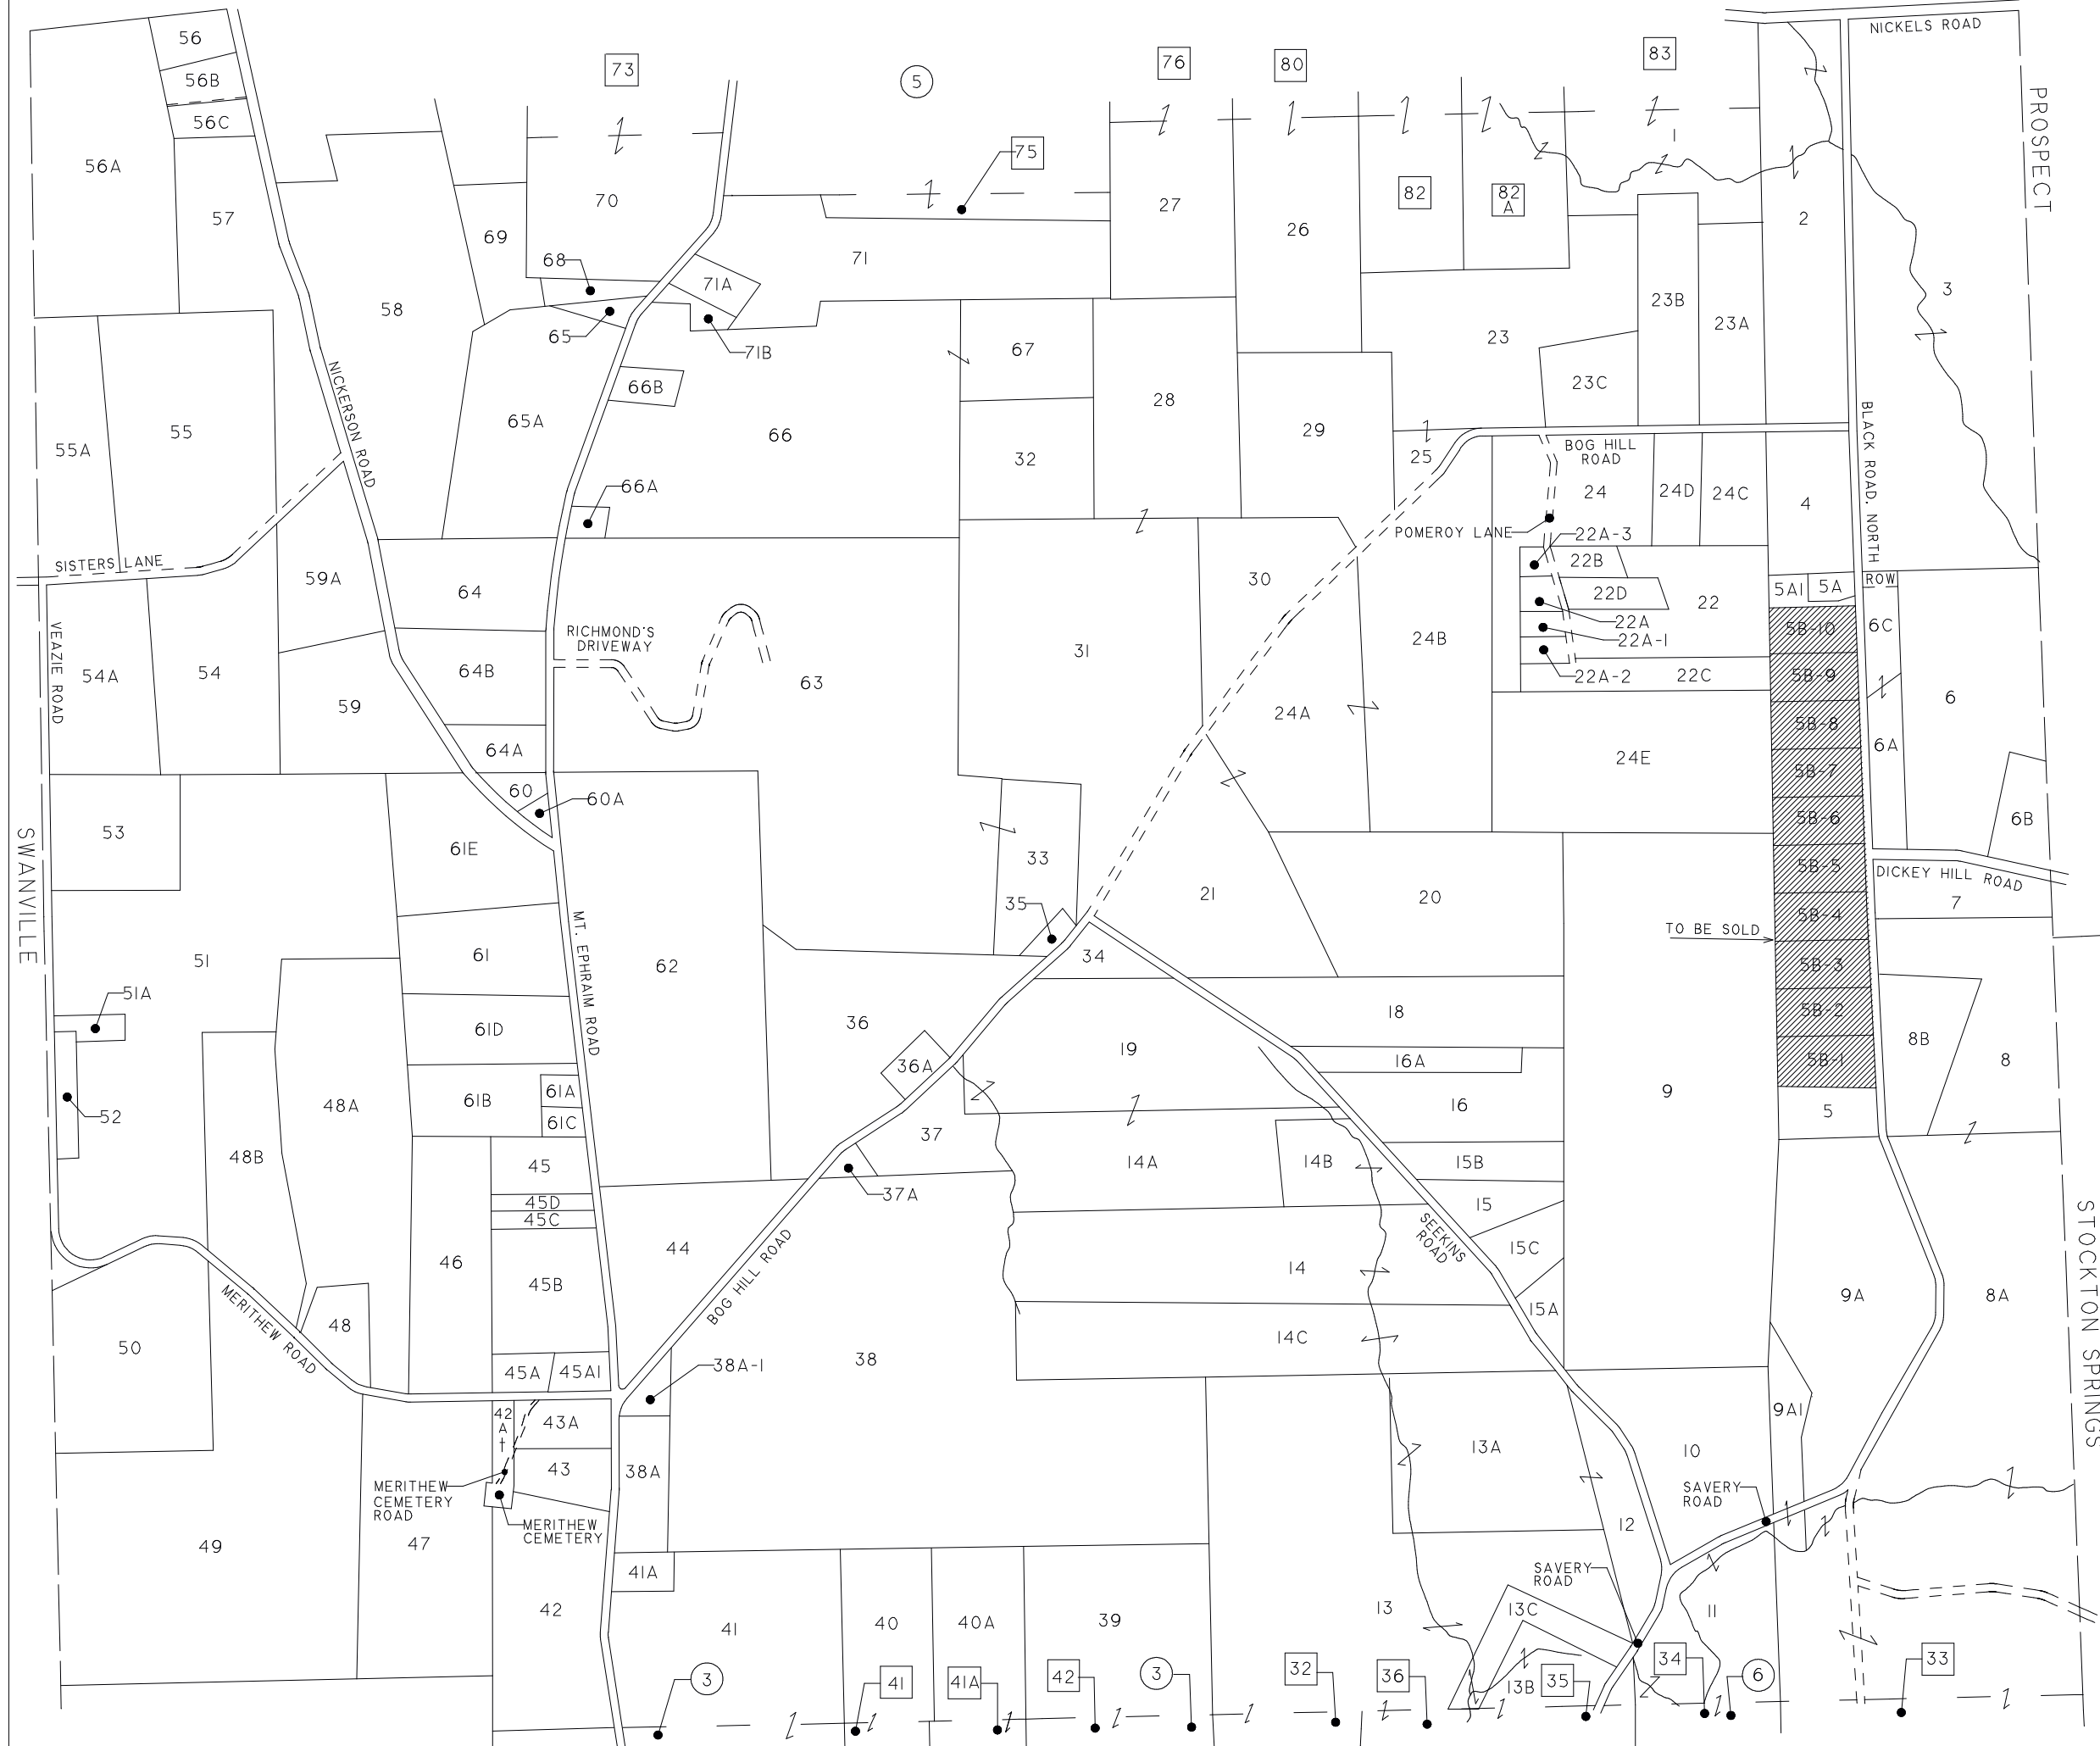 NICKELS ROAD
56
73
76
80
83
5
56B
56C
PROSPECT
1
75
56A
70
27
82
82
A
57
69
26
2
68
71
71A
3
58
23B
23A
65
71B
67
23
66B
23C
28
65A
66
29
BLACK ROAD, NORTH
55
NICKERSON ROAD
55A
32
25
BOG HILL
ROAD
66A
24
24D
24C
4
POMEROY LANE
22A-3
SISTERS LANE
59A
64
30
22B
22D
22
5A1
5A
ROW
RICHMOND'S
DRIVEWAY
22A
22A-1
5B-10
6C
VEAZIE ROAD
54A
54
64B
31
24B
22A-2
22C
5B-9
63
6
59
24A
5B-8
64A
24E
6A
5B-7
60
60A
5B-6
6B
53
61E
33
SWANVILLE
5B-5
DICKEY HILL ROAD
21
20
35
7
MT. EPHRAIM ROAD
5B-4
TO BE SOLD
51
61
62
34
5B-3
51A
5B-2
18
61D
36
8B
8
19
5B-1
16A
36A
61A
9
61B
48A
16
52
61C
5
37
48B
45
14A
14B
15B
37A
45D
45C
15
STOCKTON SPRINGS
SEEKINS
ROAD
44
46
15C
14
45B
BOG HILL ROAD
9A
8A
MERITHEW ROAD
15A
48
14C
50
45A
45A1
38A-1
38
42
A
†
43A
9A1
13A
10
43
38A
MERITHEW
CEMETERY
ROAD
SAVERY
ROAD
MERITHEW
CEMETERY
12
49
47
41A
SAVERY
ROAD
42
13
13C
11
41
40
40A
39
3
41
41A
42
3
32
36
13B
35
34
6
33